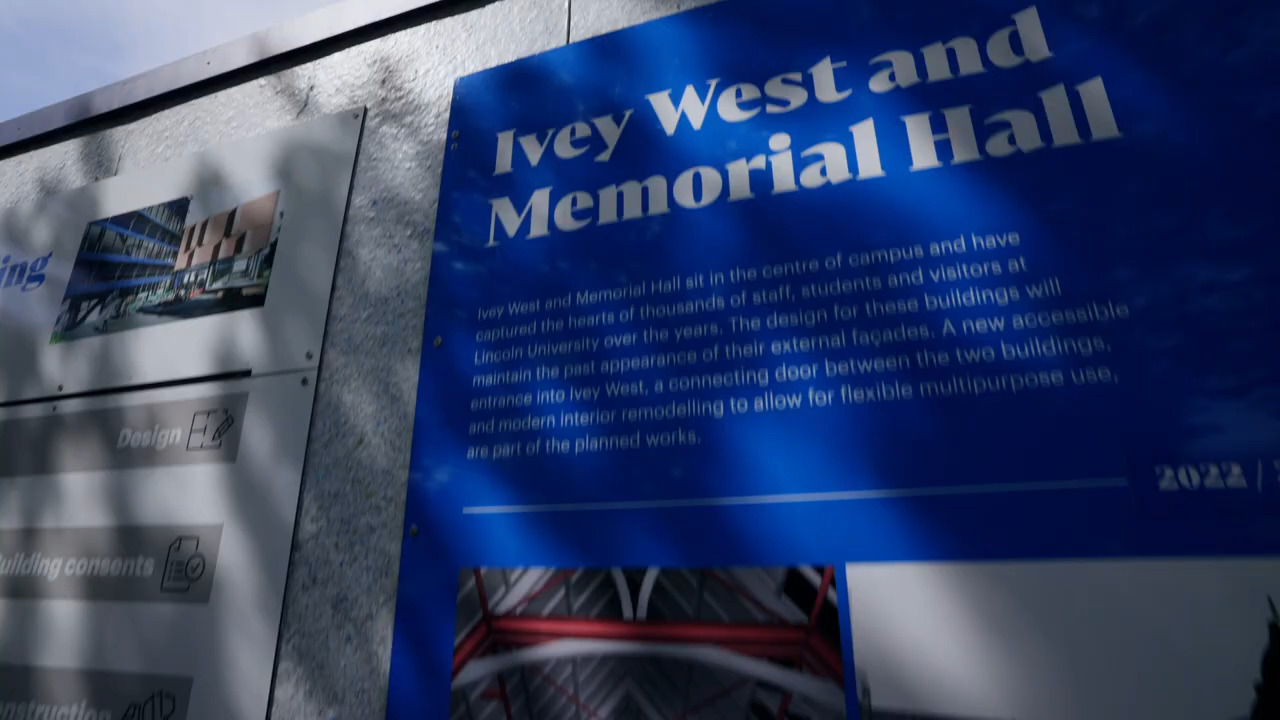 Ivey West and
Memorial Hall
Ivey West and Memorial Hall sit in the centre of campus and have
captured the hearts of thousands of staff, students and visitors at
Lincoln University over the years. The design for these buildings will
maintain the past appearance of their external façades. A new accessible
entrance into Ivey West, a connecting door between the two buildings,
and modern interior remodelling to allow for flexible multipurpose use,
are part of the planned works.
2022 /
ing
Design
Building consents
nstruction